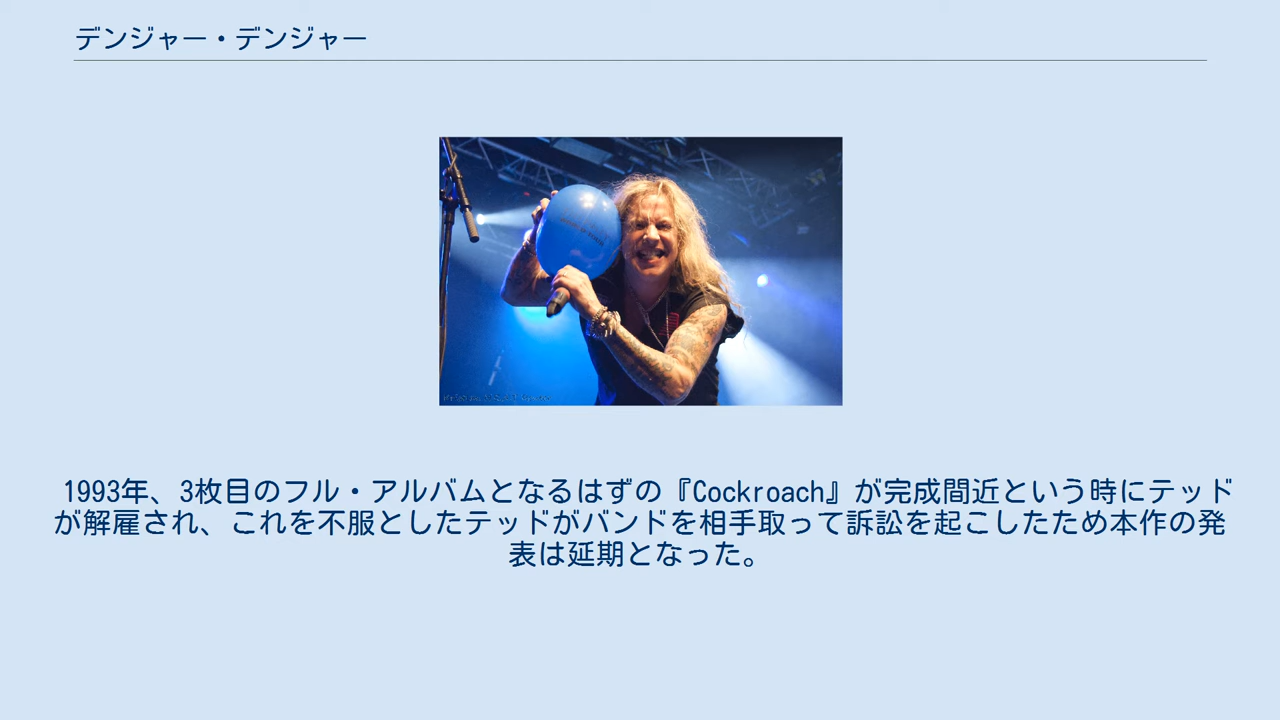 デンジャー・デンジャー
1993年、3枚目のフル・アルバムとなるはずの『Cockroach』が完成間近という時にテッド
が解雇され、これを不服としたテッドがバンドを相手取って訴訟を起こしたため本作の発
表は延期となった。